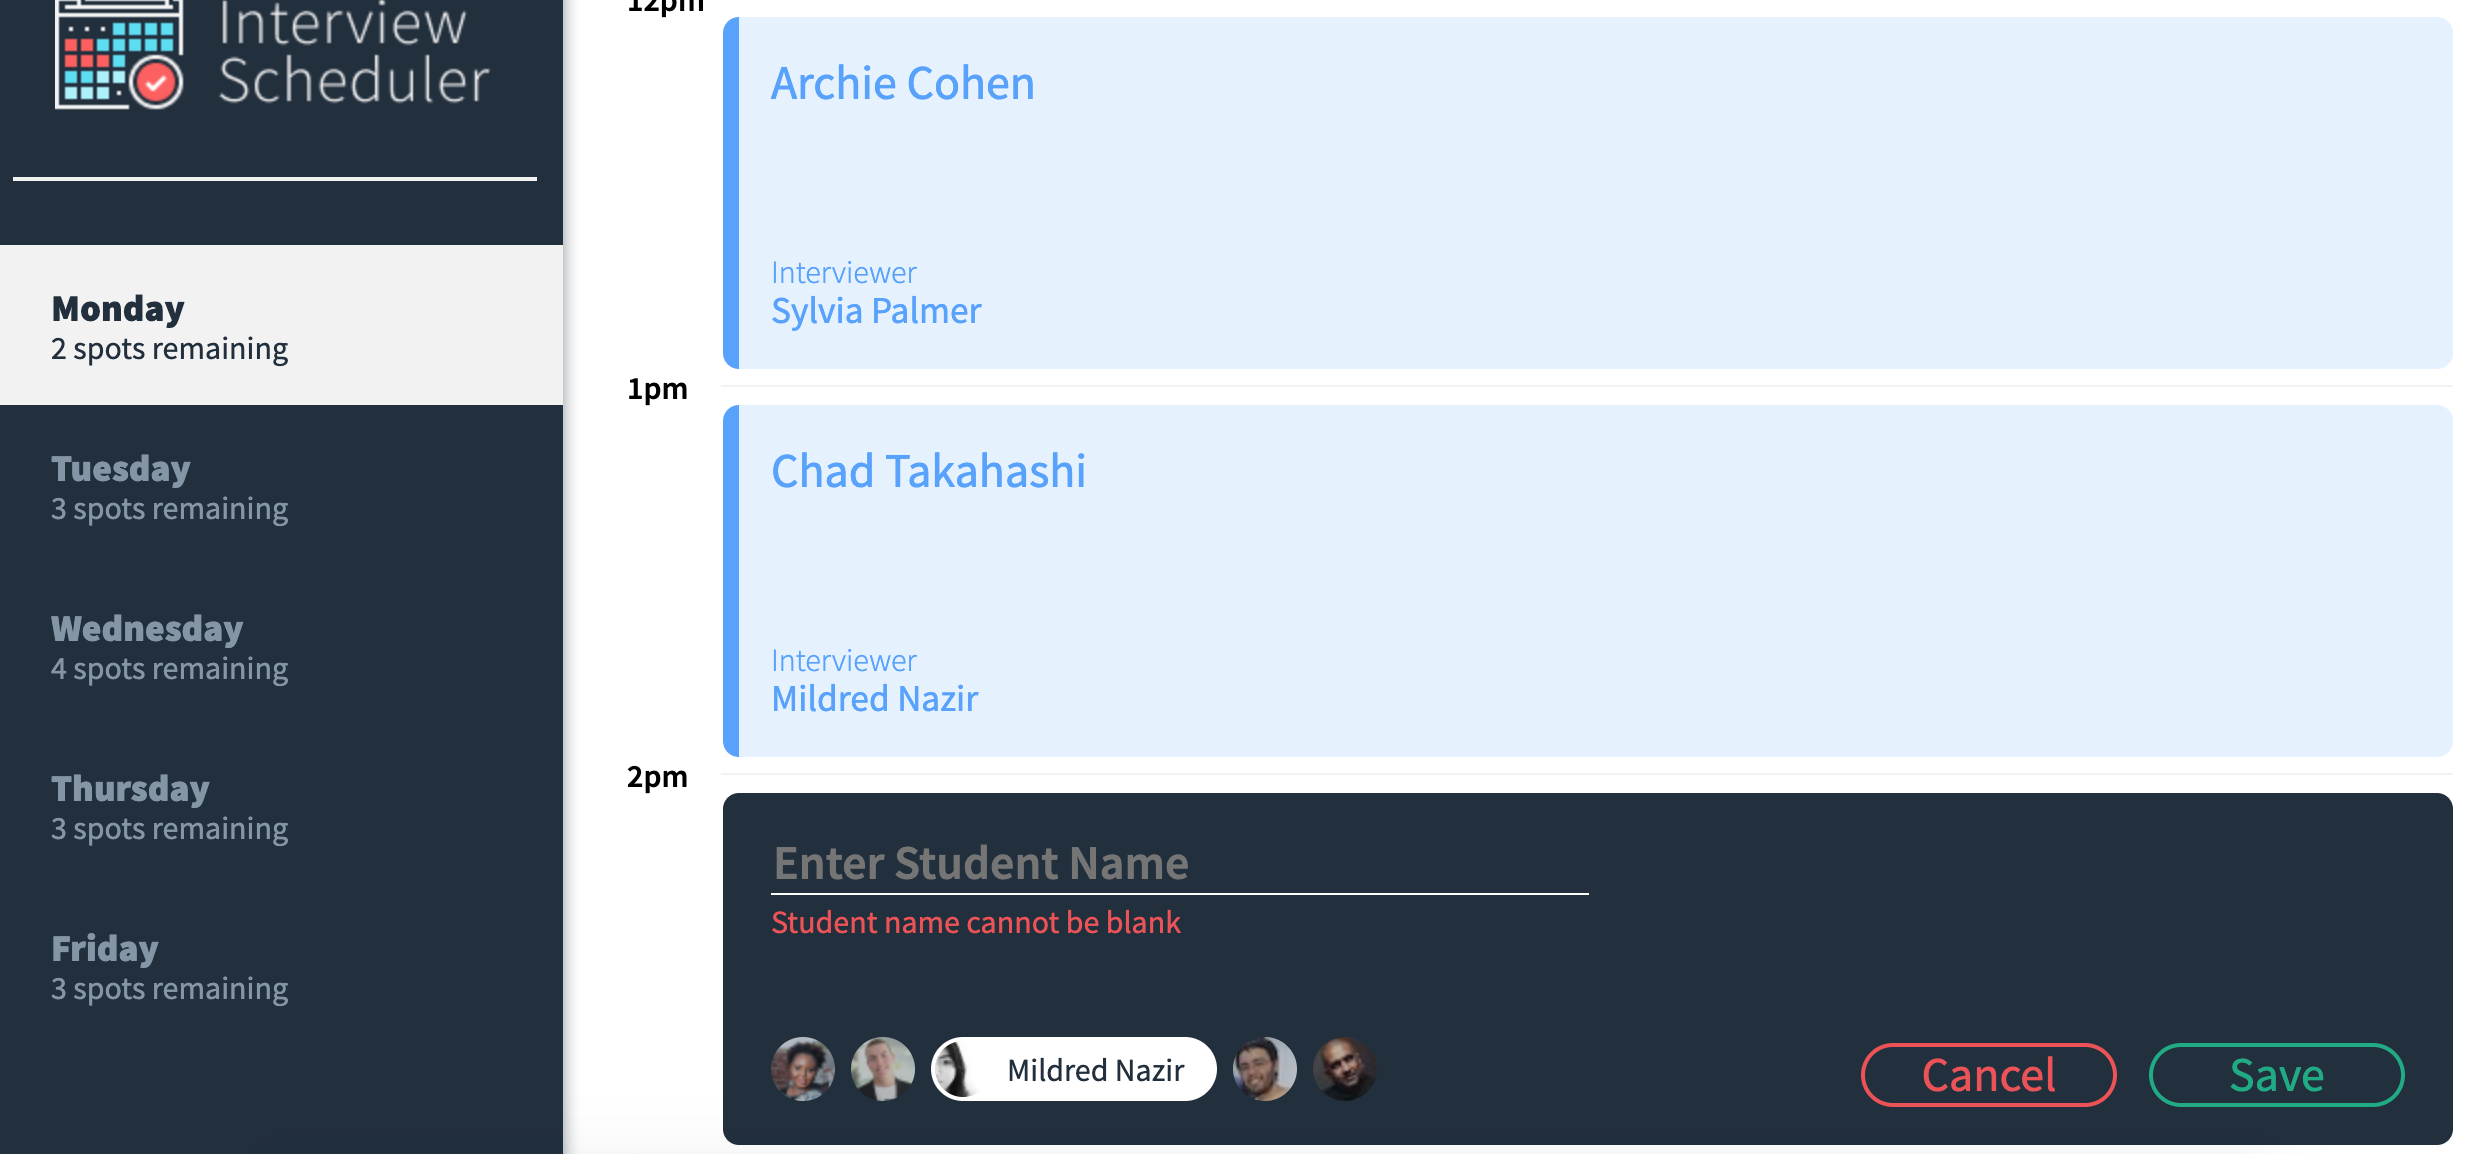 Interview
Scheduler
Monday
2 spots remaining
Tuesday
3 spots remaining
Wednesday
4 spots remaining
Thursday
3 spots remaining
Friday
3 spots remaining
12pm
Archie Cohen
Interviewer
Sylvia Palmer
1pm
Chad Takahashi
Interviewer
Mildred Nazir
2pm
Enter Student Name
Student name cannot be blank
Mildred Nazir
Cancel
Save